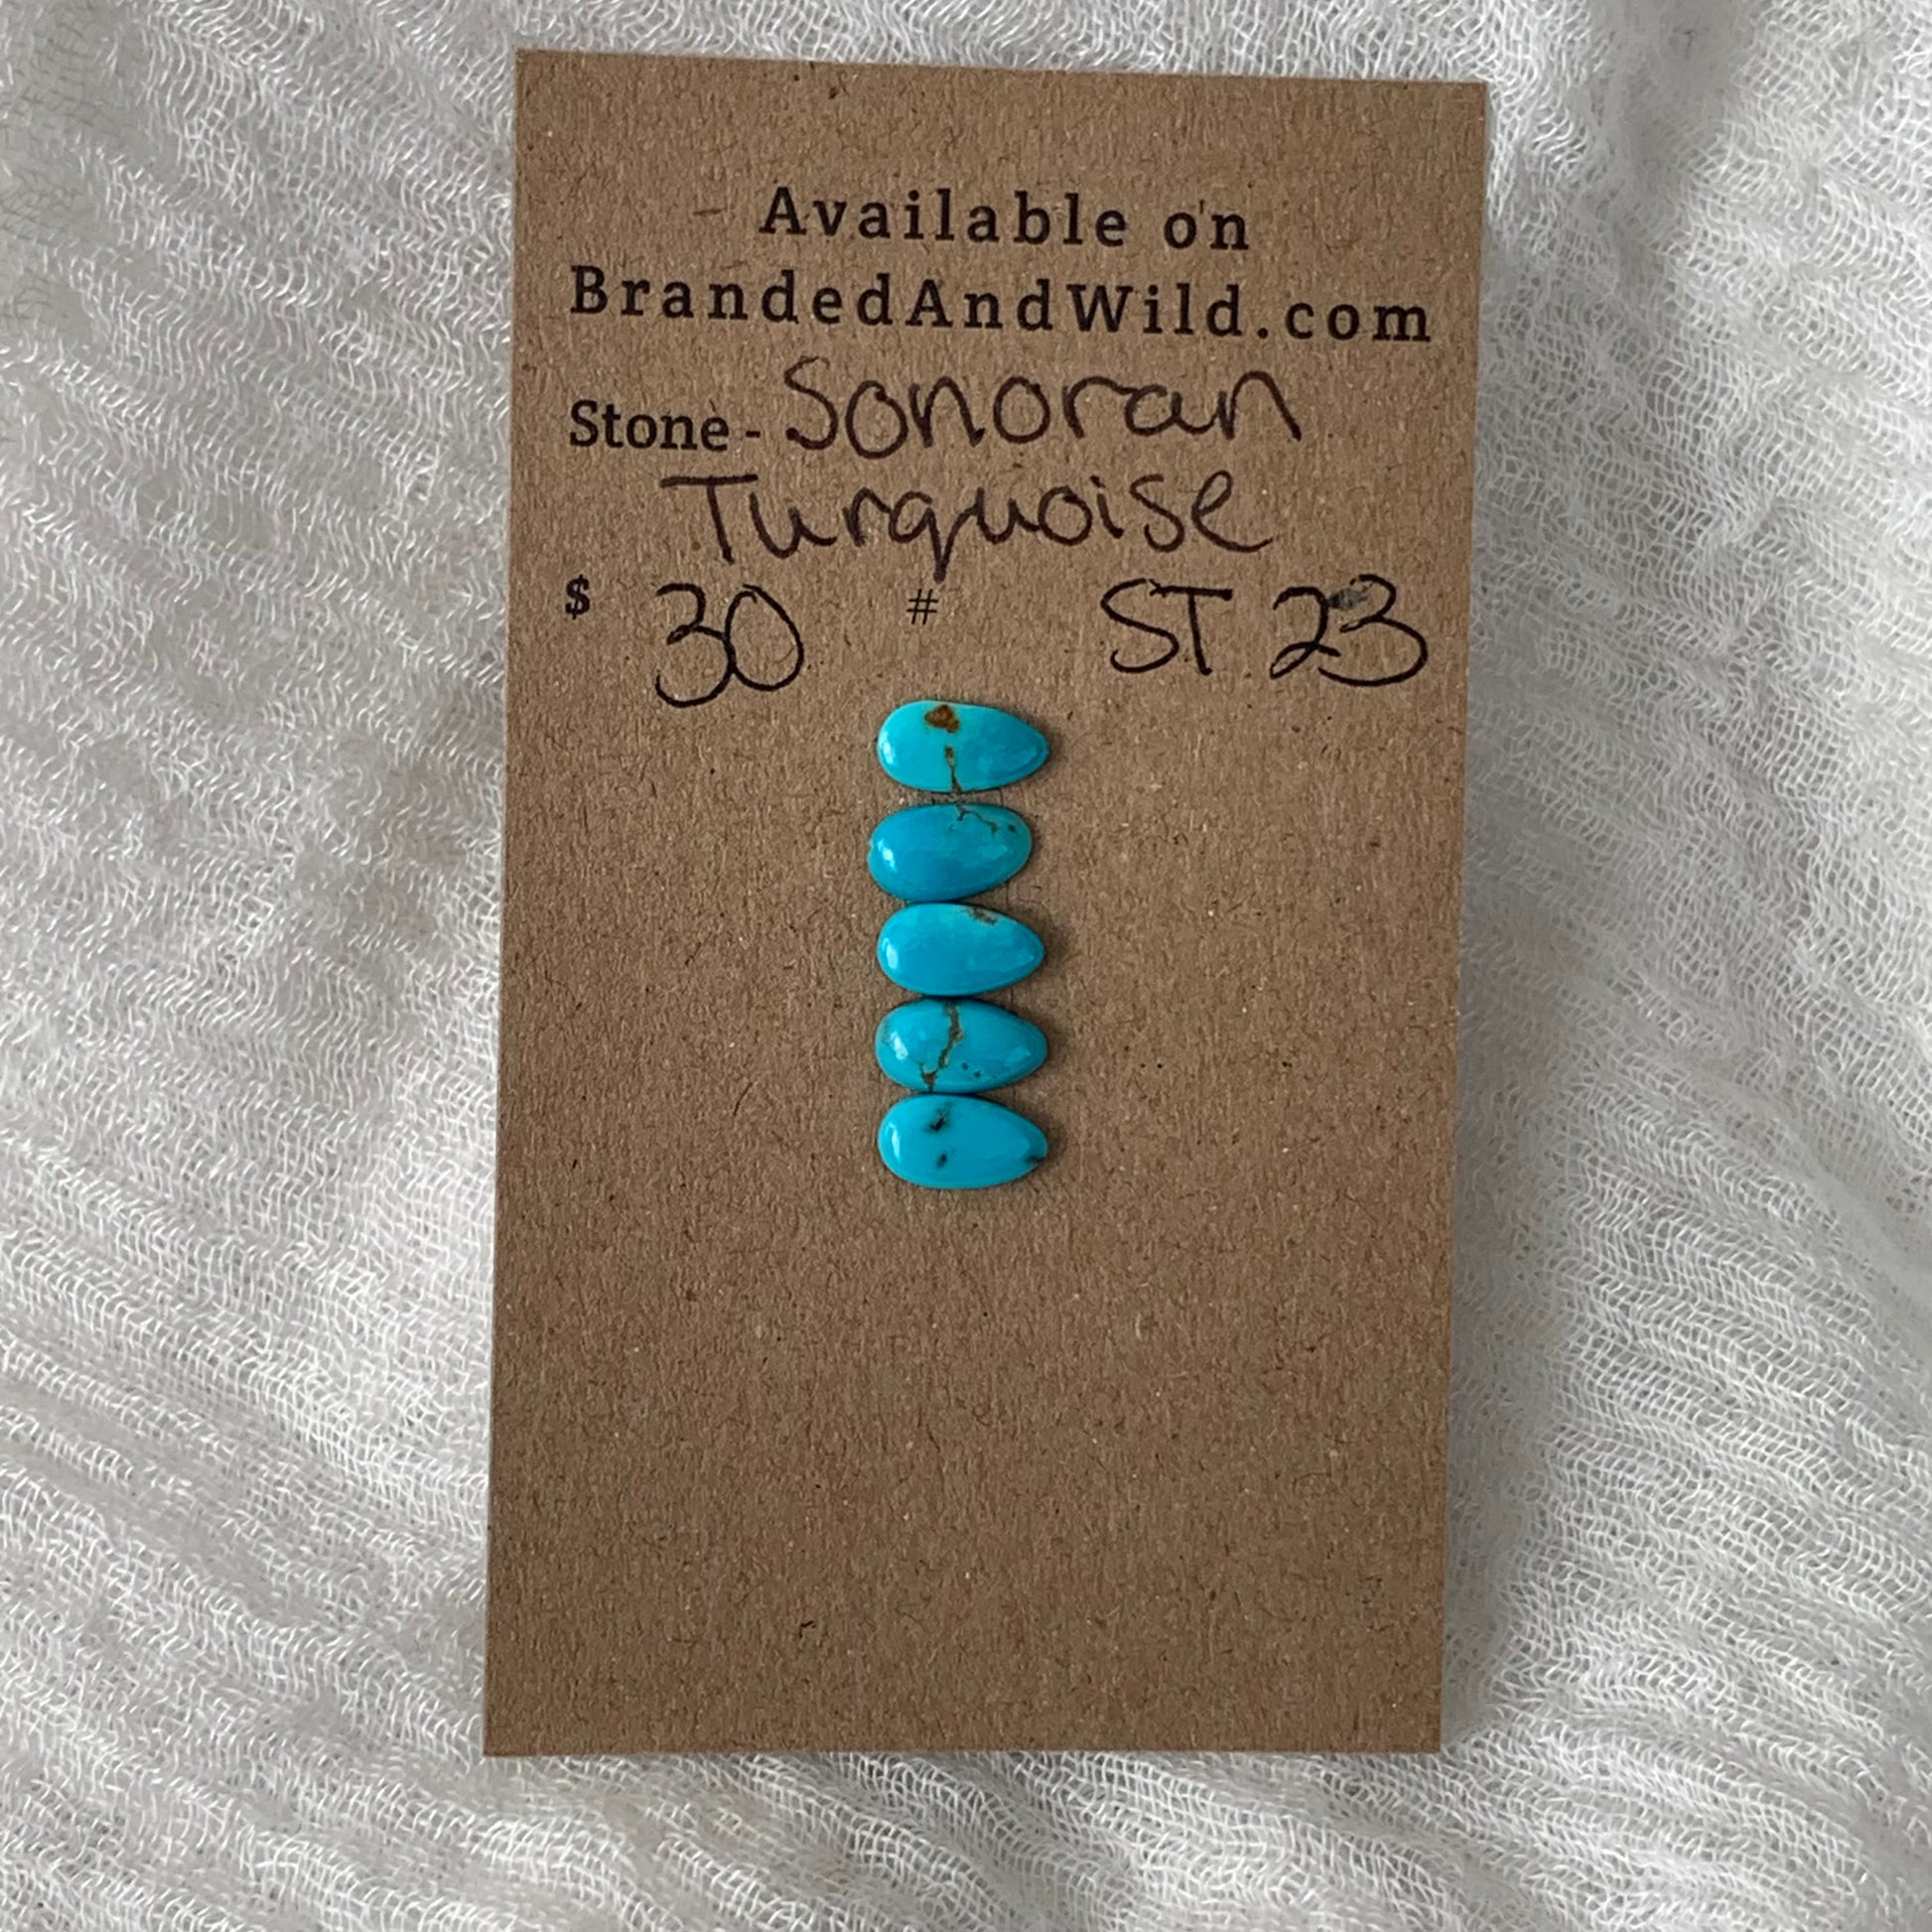 Available on
BrandedAndWild.com
Stone - Sonoran
Turquoise
$ 30 # ST 23